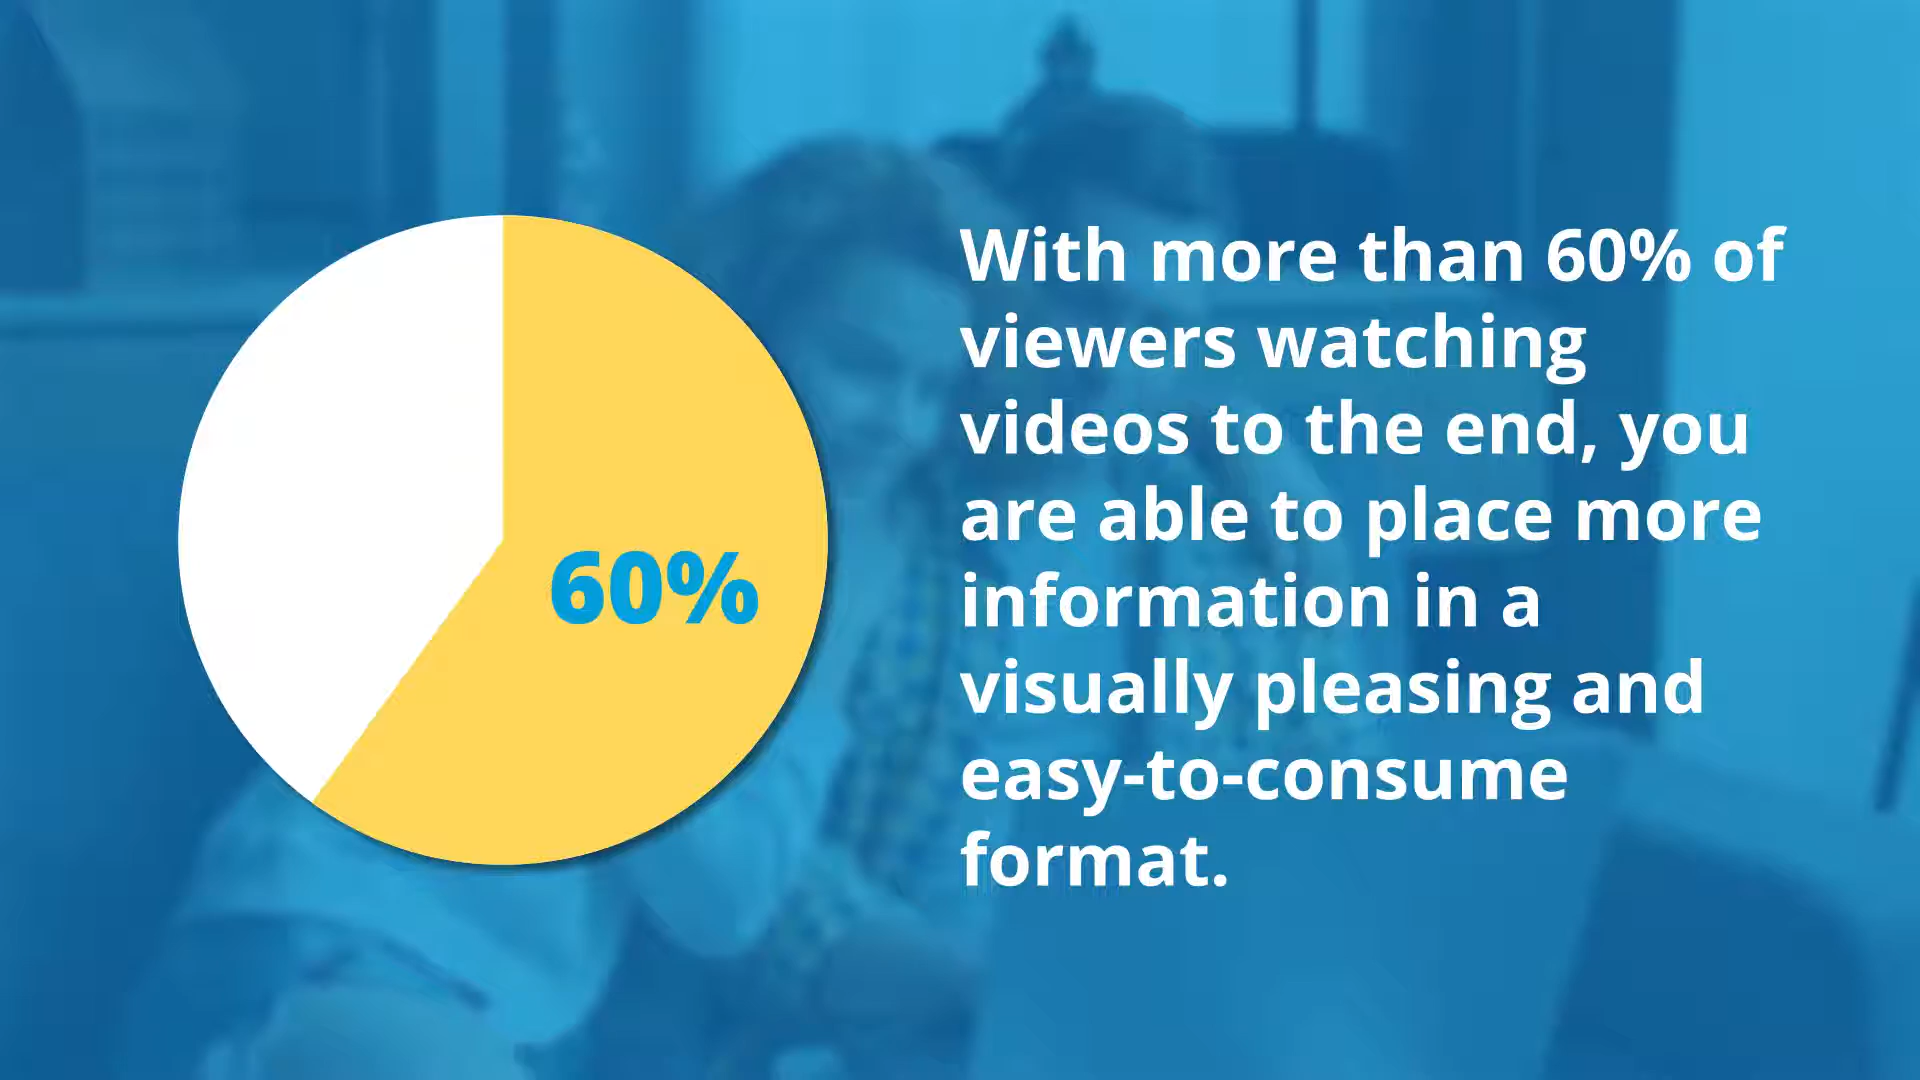 60%
With more than 60% of
viewers watching
videos to the end, you
are able to place more
information in a
visually pleasing and
easy-to-consume
format.